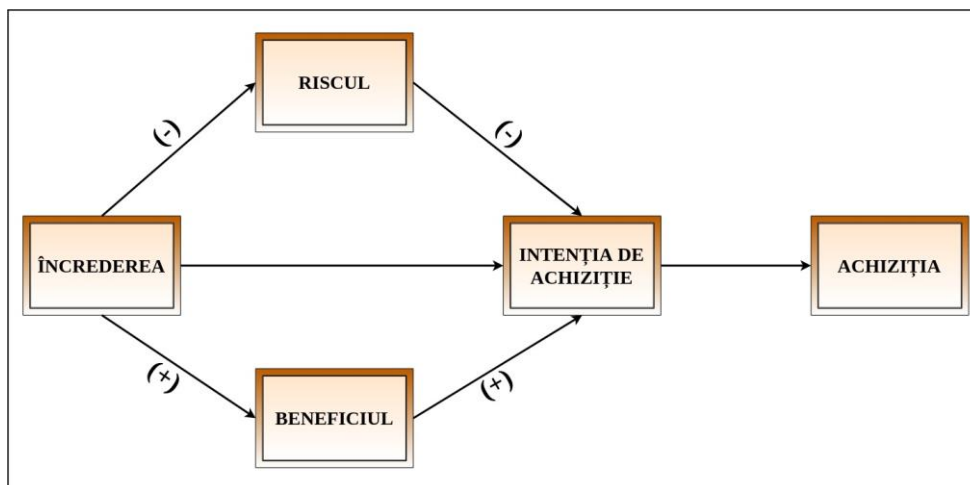 RISCUL
(-)
(-)
ÎNCREDEREA
INTENȚIA DE
ACHIZIȚIE
ACHIZIȚIA
(+)
(+)
BENEFICIUL